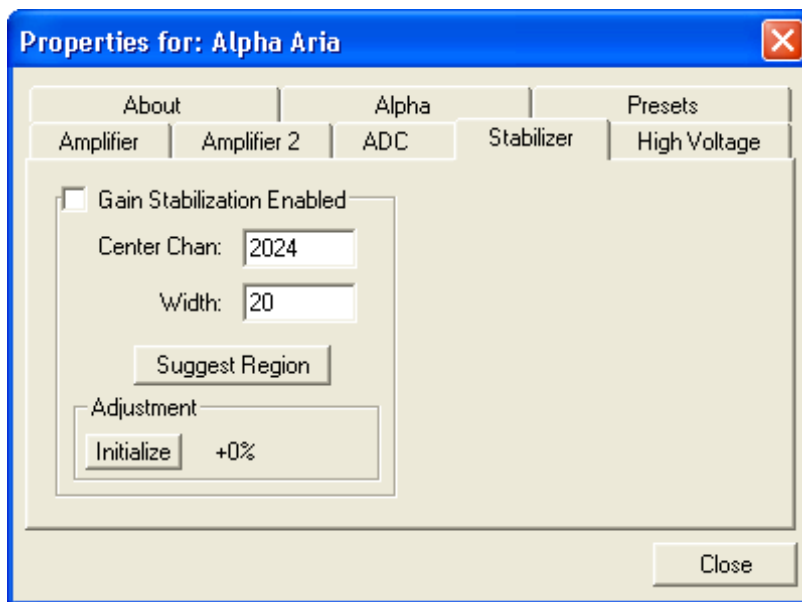 Properties for: Alpha Aria
About Alpha Presets
Amplifier Amplifier 2 ADC Stabilizer High Voltage
Gain Stabilization Enabled
Center Chan: 2024
Width: 20
Suggest Region
Adjustment
Initialize +0%
Close